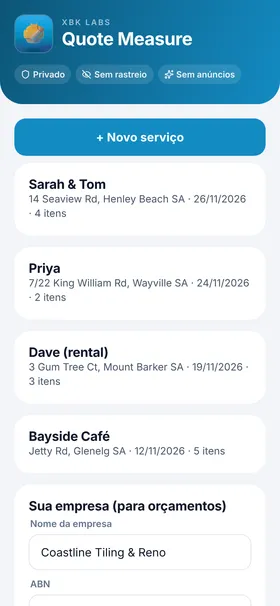 XBK LABS
Quote Measure
Privado
Sem rastreio
Sem anúncios
+ Novo serviço
Sarah & Tom
14 Seaview Rd, Henley Beach SA · 26/11/2026
· 4 itens
Priya
7/22 King William Rd, Wayville SA · 24/11/2026
· 2 itens
Dave (rental)
3 Gum Tree Ct, Mount Barker SA · 19/11/2026 ·
3 itens
Bayside Café
Jetty Rd, Glenelg SA · 12/11/2026 · 5 itens
Sua empresa (para orçamentos)
Nome da empresa
Coastline Tiling & Reno
ABN